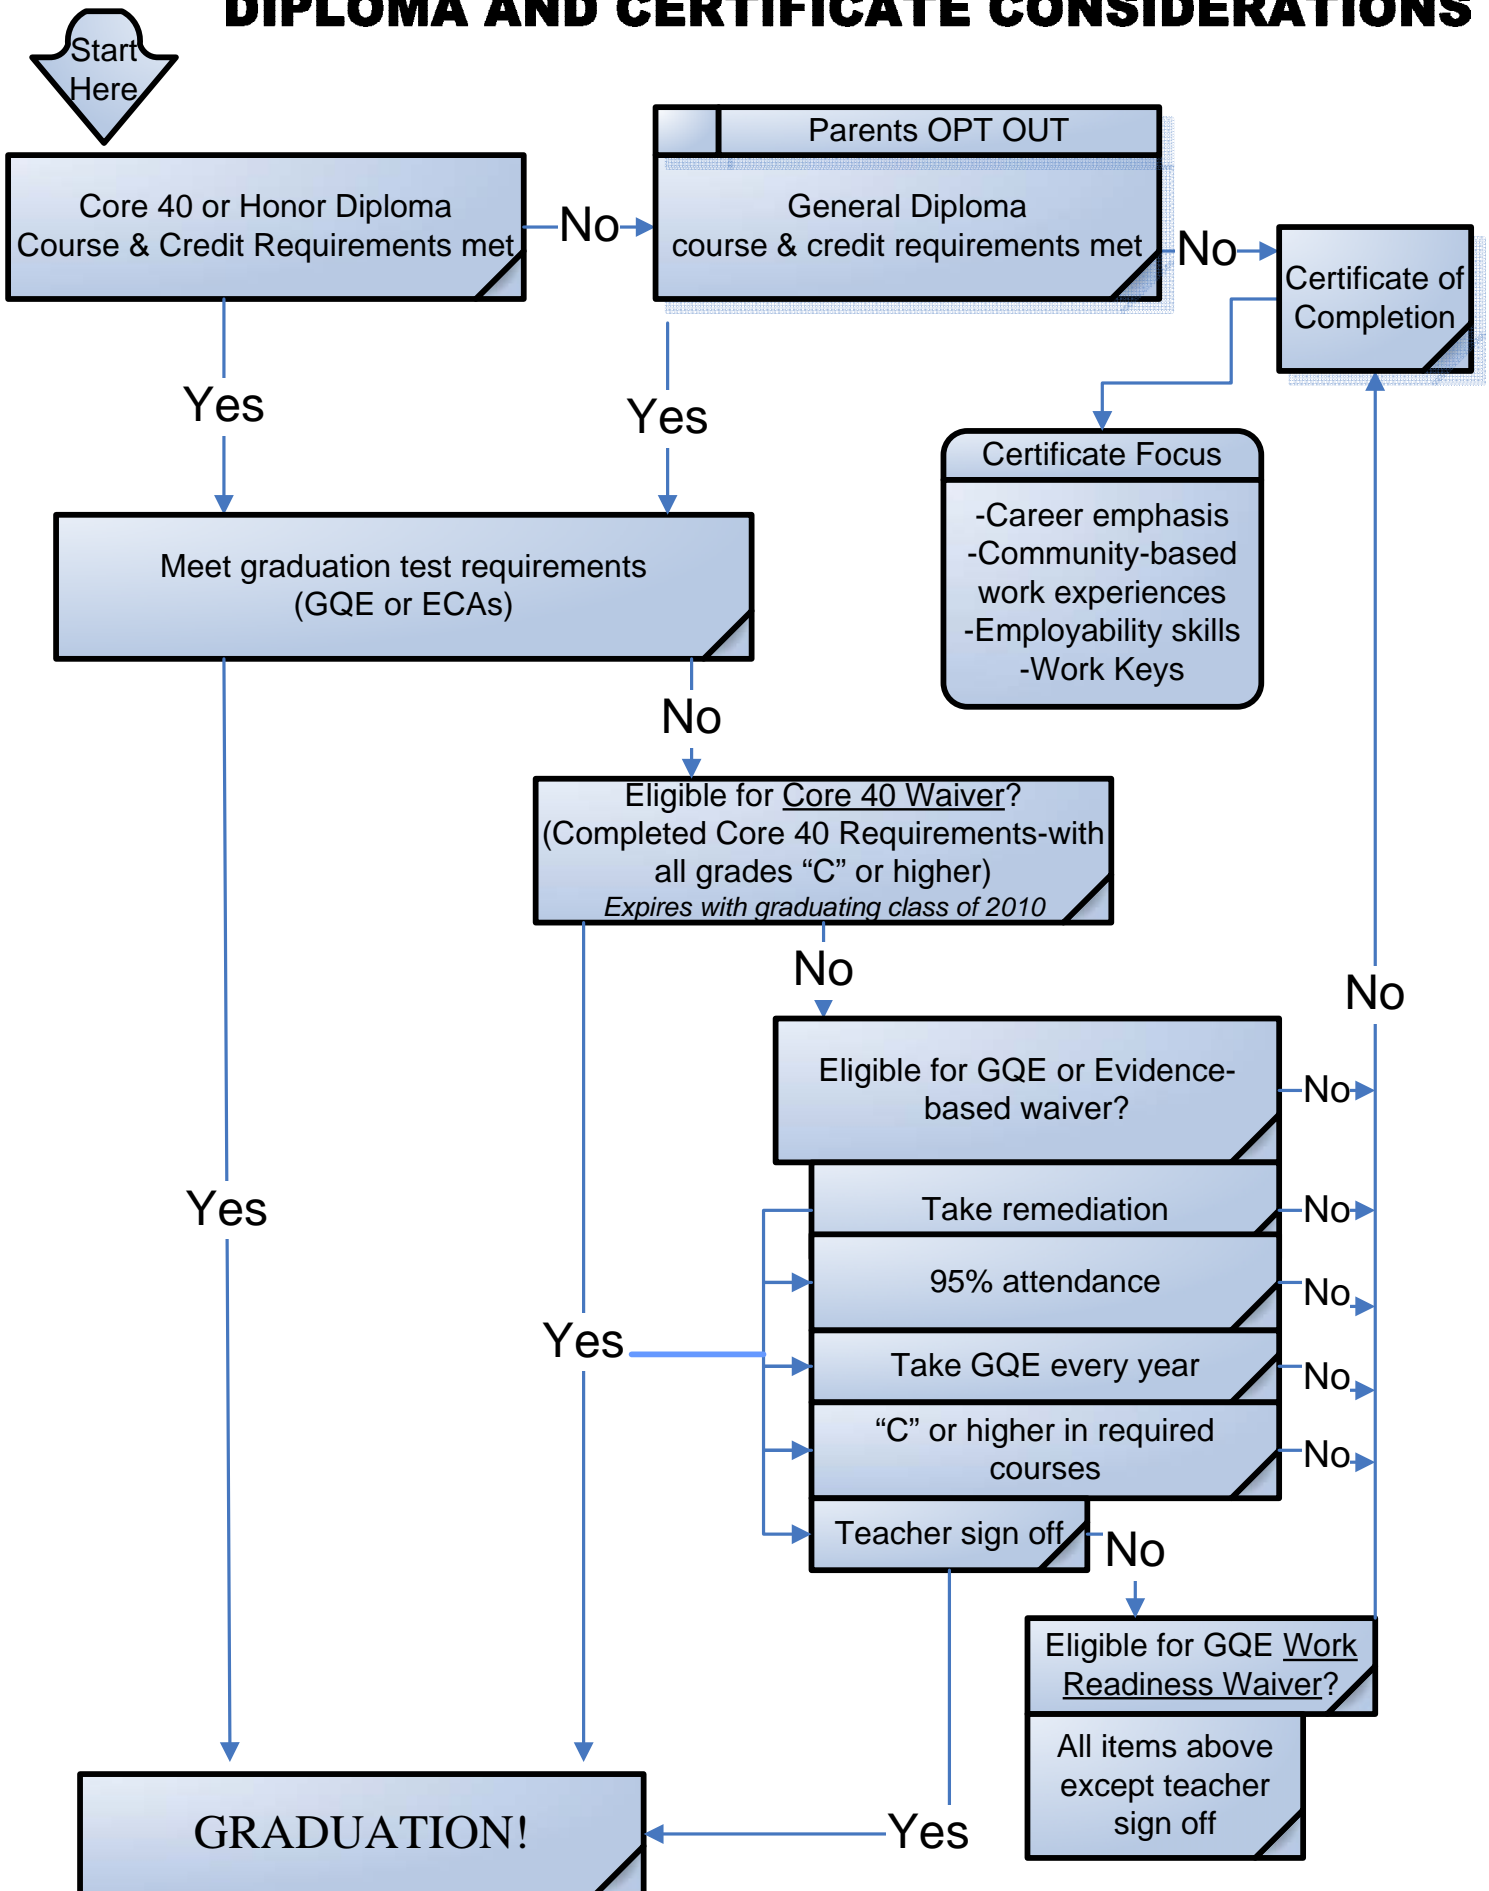 DIPLOMA AND CERTIFICATE CONSIDERATIONS
Start
Here
Parents OPT OUT
Core 40 or Honor Diploma
Course & Credit Requirements met
No
General Diploma
course & credit requirements met
No
Certificate of
Completion
Yes
Yes
Certificate Focus
-Career emphasis
-Community-based
work experiences
-Employability skills
-Work Keys
Meet graduation test requirements
(GQE or ECAs)
No
Eligible for Core 40 Waiver?
(Completed Core 40 Requirements-with
all grades “C” or higher)
Expires with graduating class of 2010
No
No
Eligible for GQE or Evidence-
based waiver?
No
Yes
Take remediation
No
95% attendance
No
Yes
Take GQE every year
No
“C” or higher in required
courses
No
Teacher sign off
No
Eligible for GQE Work
Readiness Waiver?
All items above
except teacher
sign off
GRADUATION!
Yes